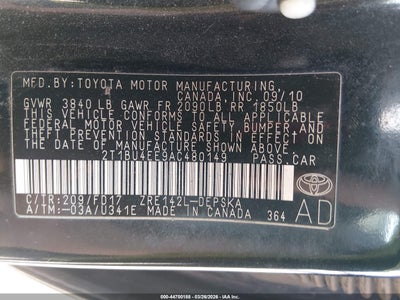 MFD.BY:TOYOTA MOTOR MANUFACTURING,
CANADA,INC.09/10
GVWR 3840 LB GAWR FR 2090LB RR 1850LB
THIS VEHICLE CONFORMS TO ALL APPLICABLE
FEDERAL MOTOR VEHICLE SAFETY,BUMPER,AND
THEFT PREVENTION STANDARDS IN EFFECT ON
THE DATE OF MANUFACTURE SHOWN ABOVE.
2T1BU4EE9AC480149 PASS.CAR
C/TR:209/FD17 ZRE142L-DEPSKA
A/TM:-03A/U341E MADE IN CANADA 364
TOYOTA
AD
000-44700188 - 03/26/2026 - IAA Inc.